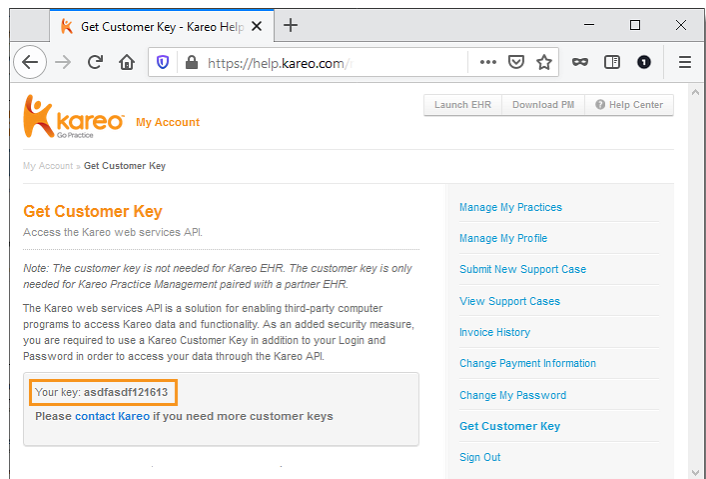 Get Customer Key - Kareo Help
https://help.kareo.com/
kareo
Go Practice
My Account
Launch EHR
Download PM
Help Center
My Account » Get Customer Key
Get Customer Key
Access the Kareo web services API.
Note: The customer key is not needed for Kareo EHR. The customer key is only
needed for Kareo Practice Management paired with a partner EHR.
The Kareo web services API is a solution for enabling third-party computer
programs to access Kareo data and functionality. As an added security measure,
you are required to use a Kareo Customer Key in addition to your Login and
Password in order to access your data through the Kareo API.
Your key: asdfasdf121613
Please contact Kareo if you need more customer keys
Manage My Practices
Manage My Profile
Submit New Support Case
View Support Cases
Invoice History
Change Payment Information
Change My Password
Get Customer Key
Sign Out